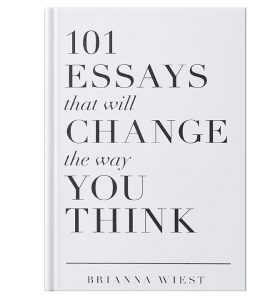 101
ESSAYS
that will
CHANGE
the way
YOU
THINK
BRIANNA WIEST